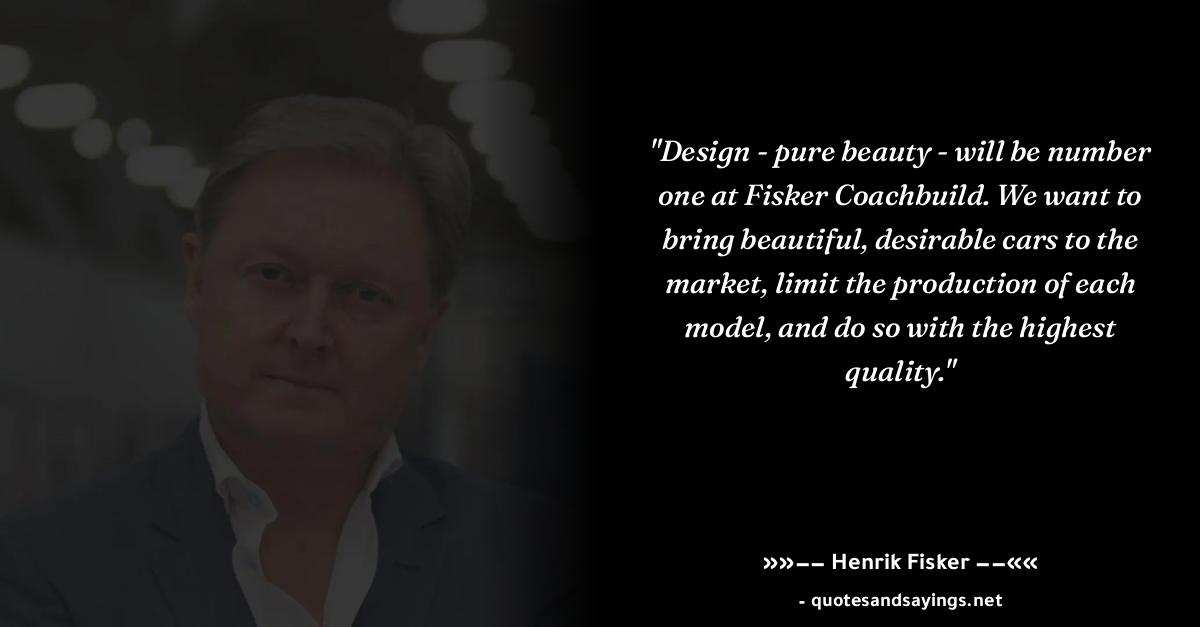 "Design - pure beauty - will be number
one at Fisker Coachbuild. We want to
bring beautiful, desirable cars to the
market, limit the production of each
model, and do so with the highest
quality."
»»−− Henrik Fisker −−««
- quotesandsayings.net